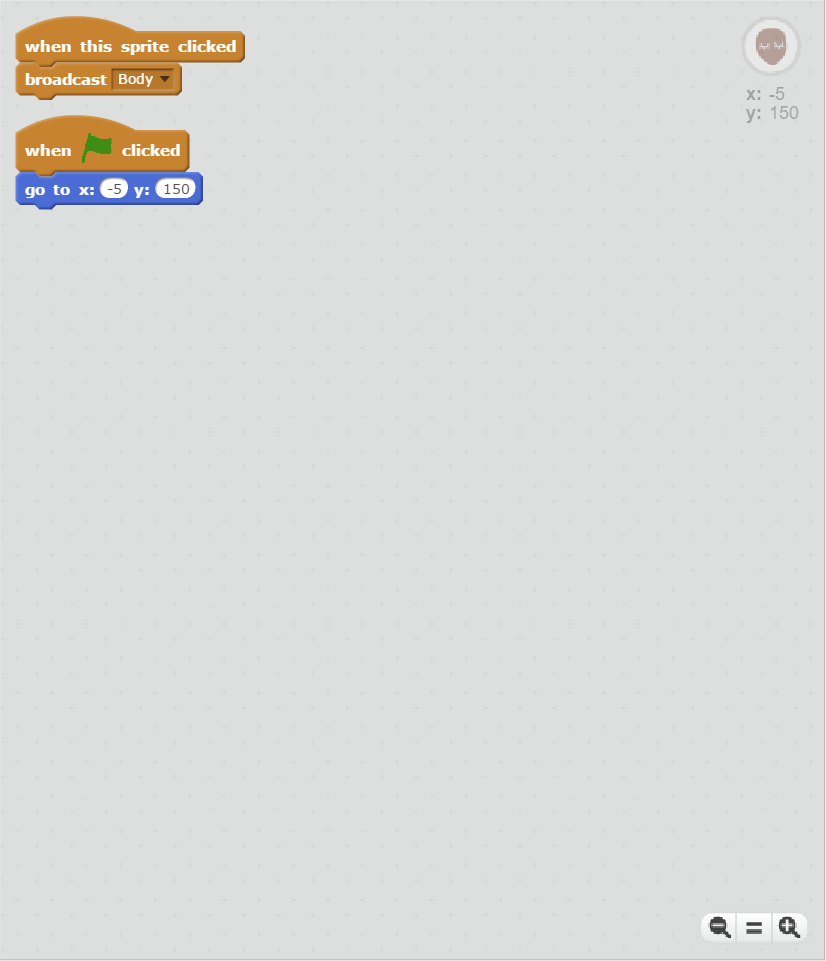 when this sprite clicked
broadcast Body
when clicked
go to x: -5 y: 150
x: -5
y: 150